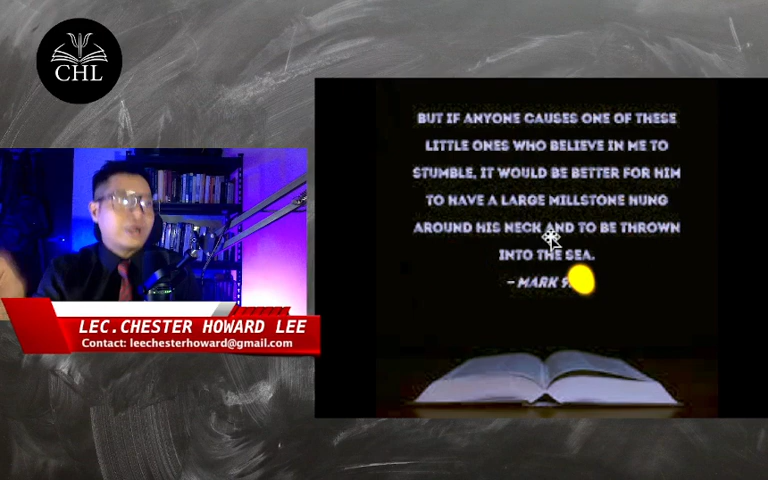 CHL
BUT IF ANYONE CAUSES ONE OF THESE
LITTLE ONES WHO BELIEVE IN ME TO
STUMBLE, IT WOULD BE BETTER FOR HIM
TO HAVE A LARGE MILLSTONE HUNG
AROUND HIS NECK AND TO BE THROWN
INTO THE SEA.
– MARK 9:
LEC.CHESTER HOWARD LEE
Contact: leechesterhoward@gmail.com